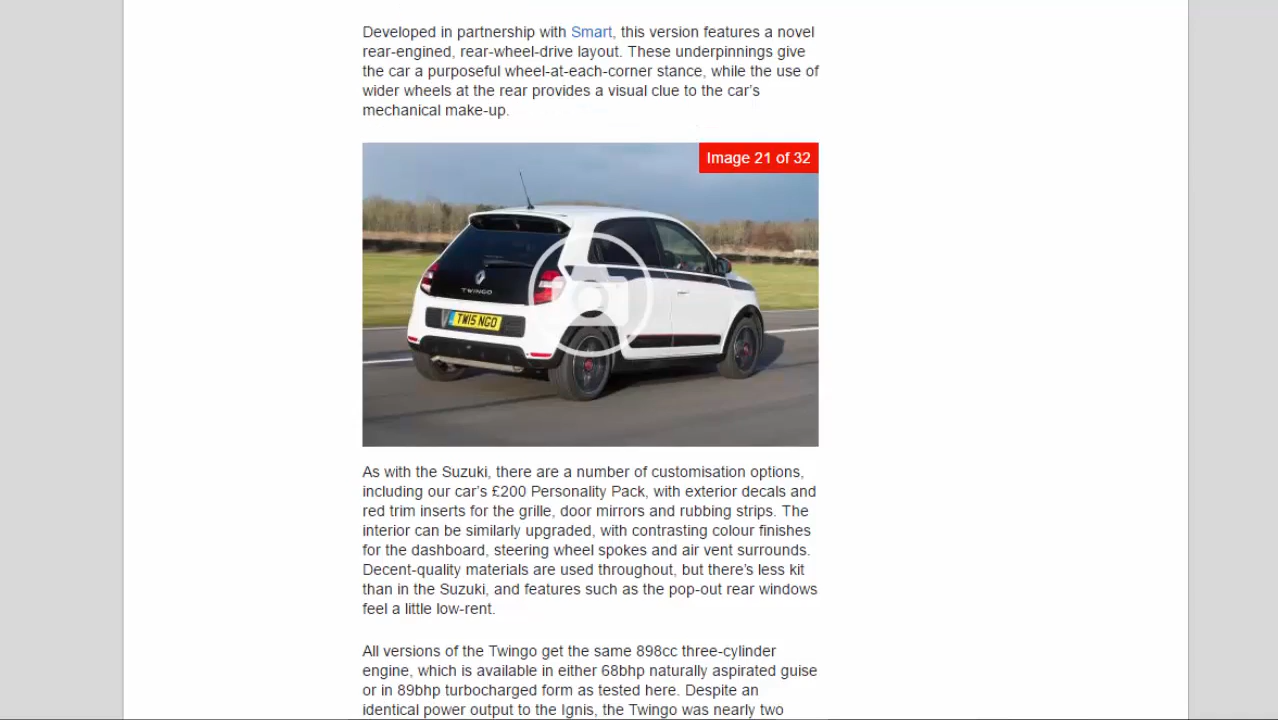 Developed in partnership with Smart, this version features a novel
rear-engined, rear-wheel-drive layout. These underpinnings give
the car a purposeful wheel-at-each-corner stance, while the use of
wider wheels at the rear provides a visual clue to the car’s
mechanical make-up.
Image 21 of 32
TWINGO
TW15 NGO
As with the Suzuki, there are a number of customisation options,
including our car’s £200 Personality Pack, with exterior decals and
red trim inserts for the grille, door mirrors and rubbing strips. The
interior can be similarly upgraded, with contrasting colour finishes
for the dashboard, steering wheel spokes and air vent surrounds.
Decent-quality materials are used throughout, but there’s less kit
than in the Suzuki, and features such as the pop-out rear windows
feel a little low-rent.
All versions of the Twingo get the same 898cc three-cylinder
engine, which is available in either 68bhp naturally aspirated guise
or in 89bhp turbocharged form as tested here. Despite an
identical power output to the Ignis, the Twingo was nearly two